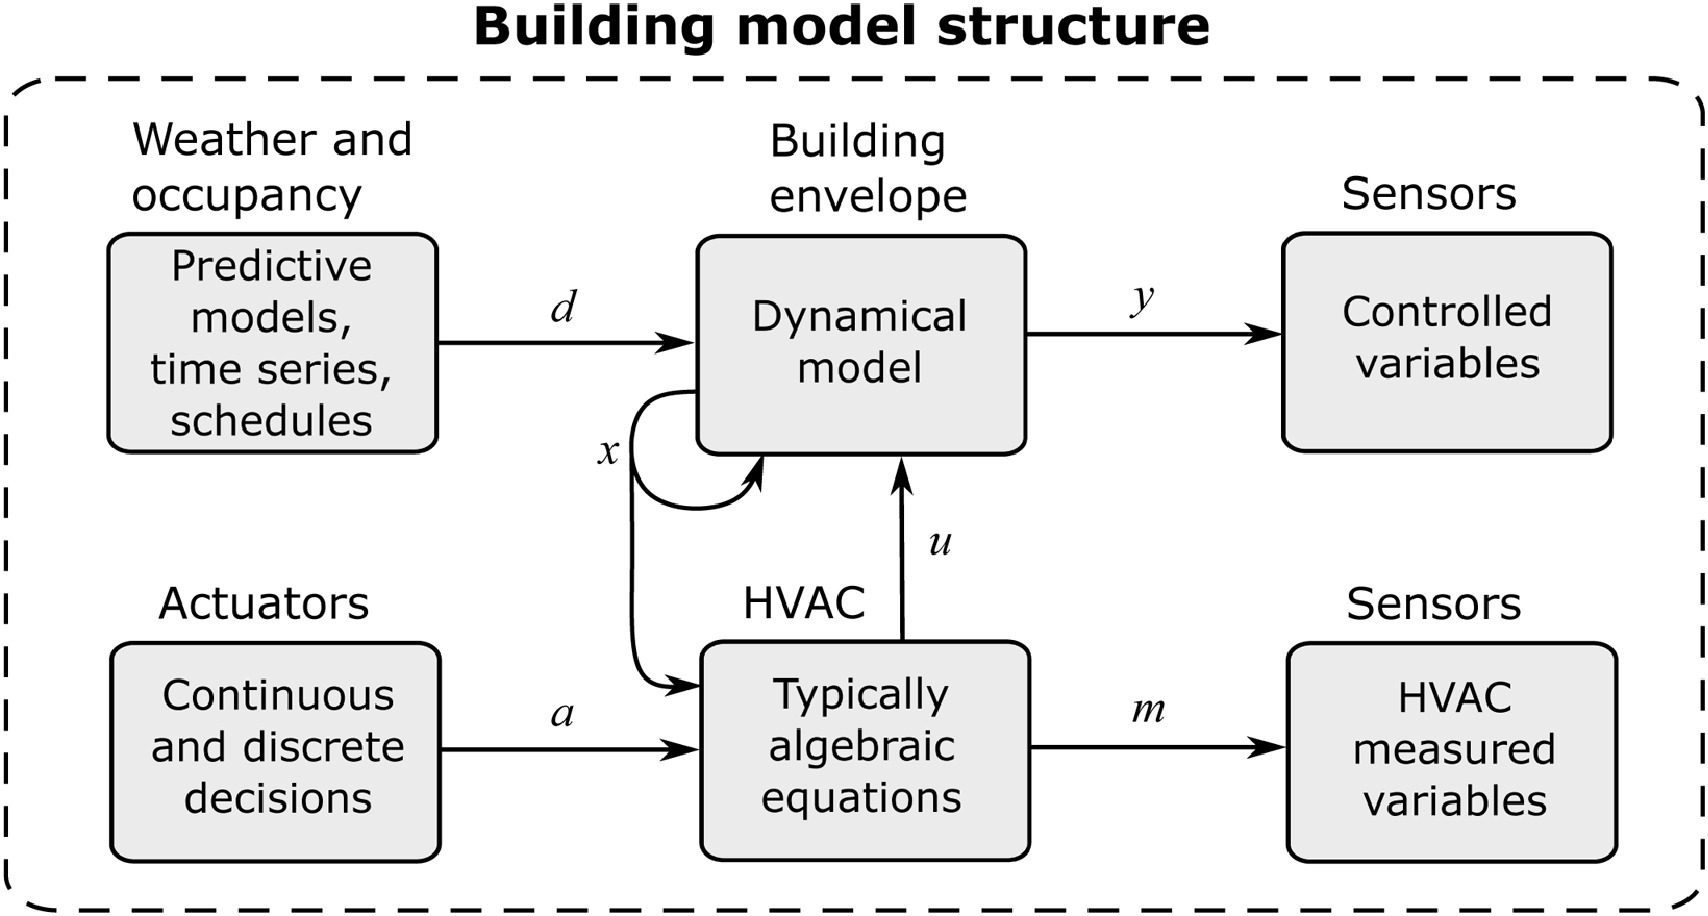 Building model structure
Weather and
occupancy
Predictive
models,
time series,
schedules
d
Building
envelope
Dynamical
model
y
Sensors
Controlled
variables
x
u
Actuators
Continuous
and discrete
decisions
a
HVAC
Typically
algebraic
equations
m
Sensors
HVAC
measured
variables